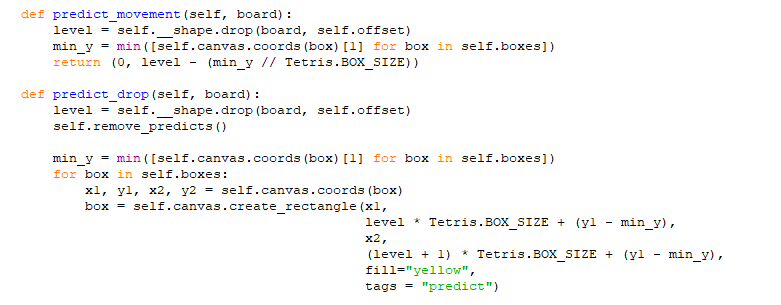 def predict_movement(self, board):
    level = self.__shape.drop(board, self.offset)
    min_y = min([self.canvas.coords(box)[1] for box in self.boxes])
    return (0, level - (min_y // Tetris.BOX_SIZE))

def predict_drop(self, board):
    level = self.__shape.drop(board, self.offset)
    self.remove_predicts()

    min_y = min([self.canvas.coords(box)[1] for box in self.boxes])
    for box in self.boxes:
        x1, y1, x2, y2 = self.canvas.coords(box)
        box = self.canvas.create_rectangle(x1,
                                           level * Tetris.BOX_SIZE + (y1 - min_y),
                                           x2,
                                           (level + 1) * Tetris.BOX_SIZE + (y1 - min_y),
                                           fill="yellow",
                                           tags = "predict")